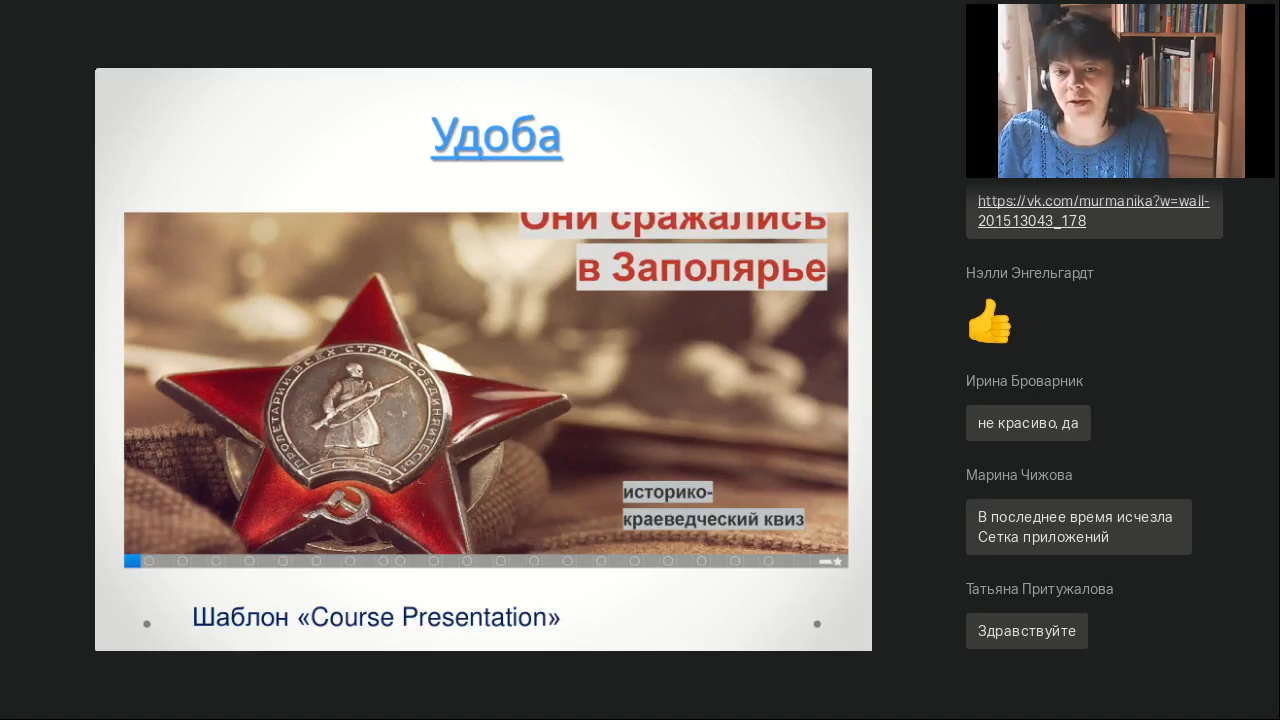 Удоба
Они сражались
в Заполярье
ПРОЛЕТАРИИ ВСЕХ СТРАН, СОЕДИНЯЙТЕСЬ!
СССР
историко-
краеведческий квиз
Шаблон «Course Presentation»
https://vk.com/murmanika?w=wall-
201513043_178
Нэлли Энгельгардт
Ирина Броварник
не красиво, да
Марина Чижова
В последнее время исчезла
Сетка приложений
Татьяна Притужалова
Здравствуйте